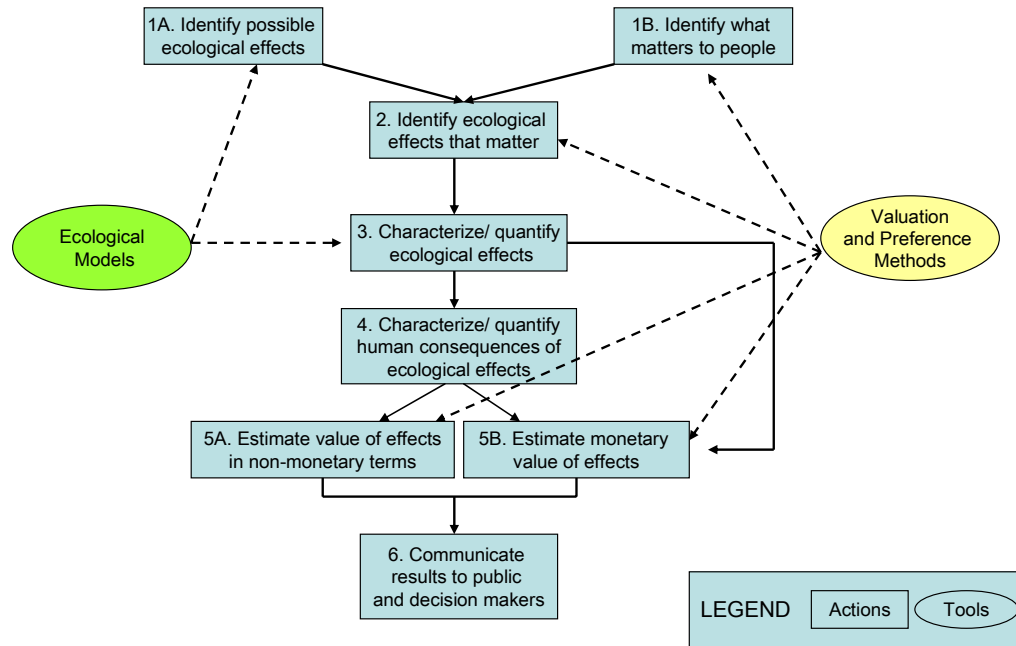 1A. Identify possible
ecological effects
1B. Identify what
matters to people
2. Identify ecological
effects that matter
Ecological
Models
3. Characterize/ quantify
ecological effects
Valuation
and Preference
Methods
4. Characterize/ quantify
human consequences of
ecological effects
5A. Estimate value of effects
in non-monetary terms
5B. Estimate monetary
value of effects
6. Communicate
results to public
and decision makers
LEGEND
Actions
Tools